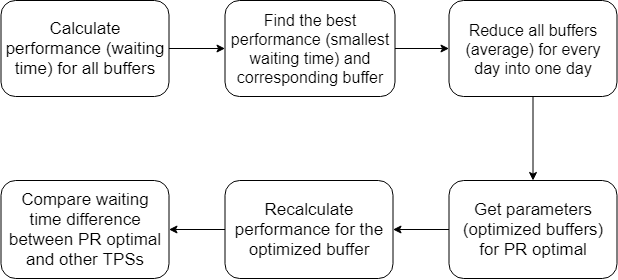 Calculate
performance (waiting
time) for all buffers
Find the best
performance (smallest
waiting time) and
corresponding buffer
Reduce all buffers
(average) for every
day into one day
Compare waiting
time difference
between PR optimal
and other TPSs
Recalculate
performance for the
optimized buffer
Get parameters
(optimized buffers)
for PR optimal